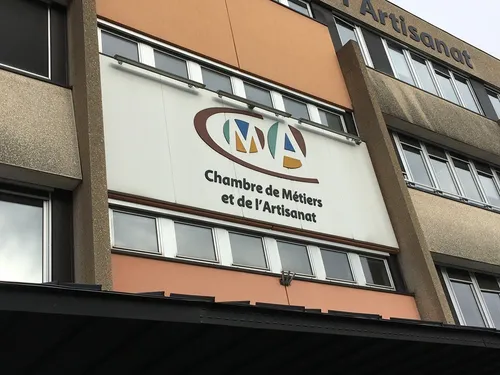 l'Artisanat
CMA
Chambre de Métiers
et de l'Artisanat